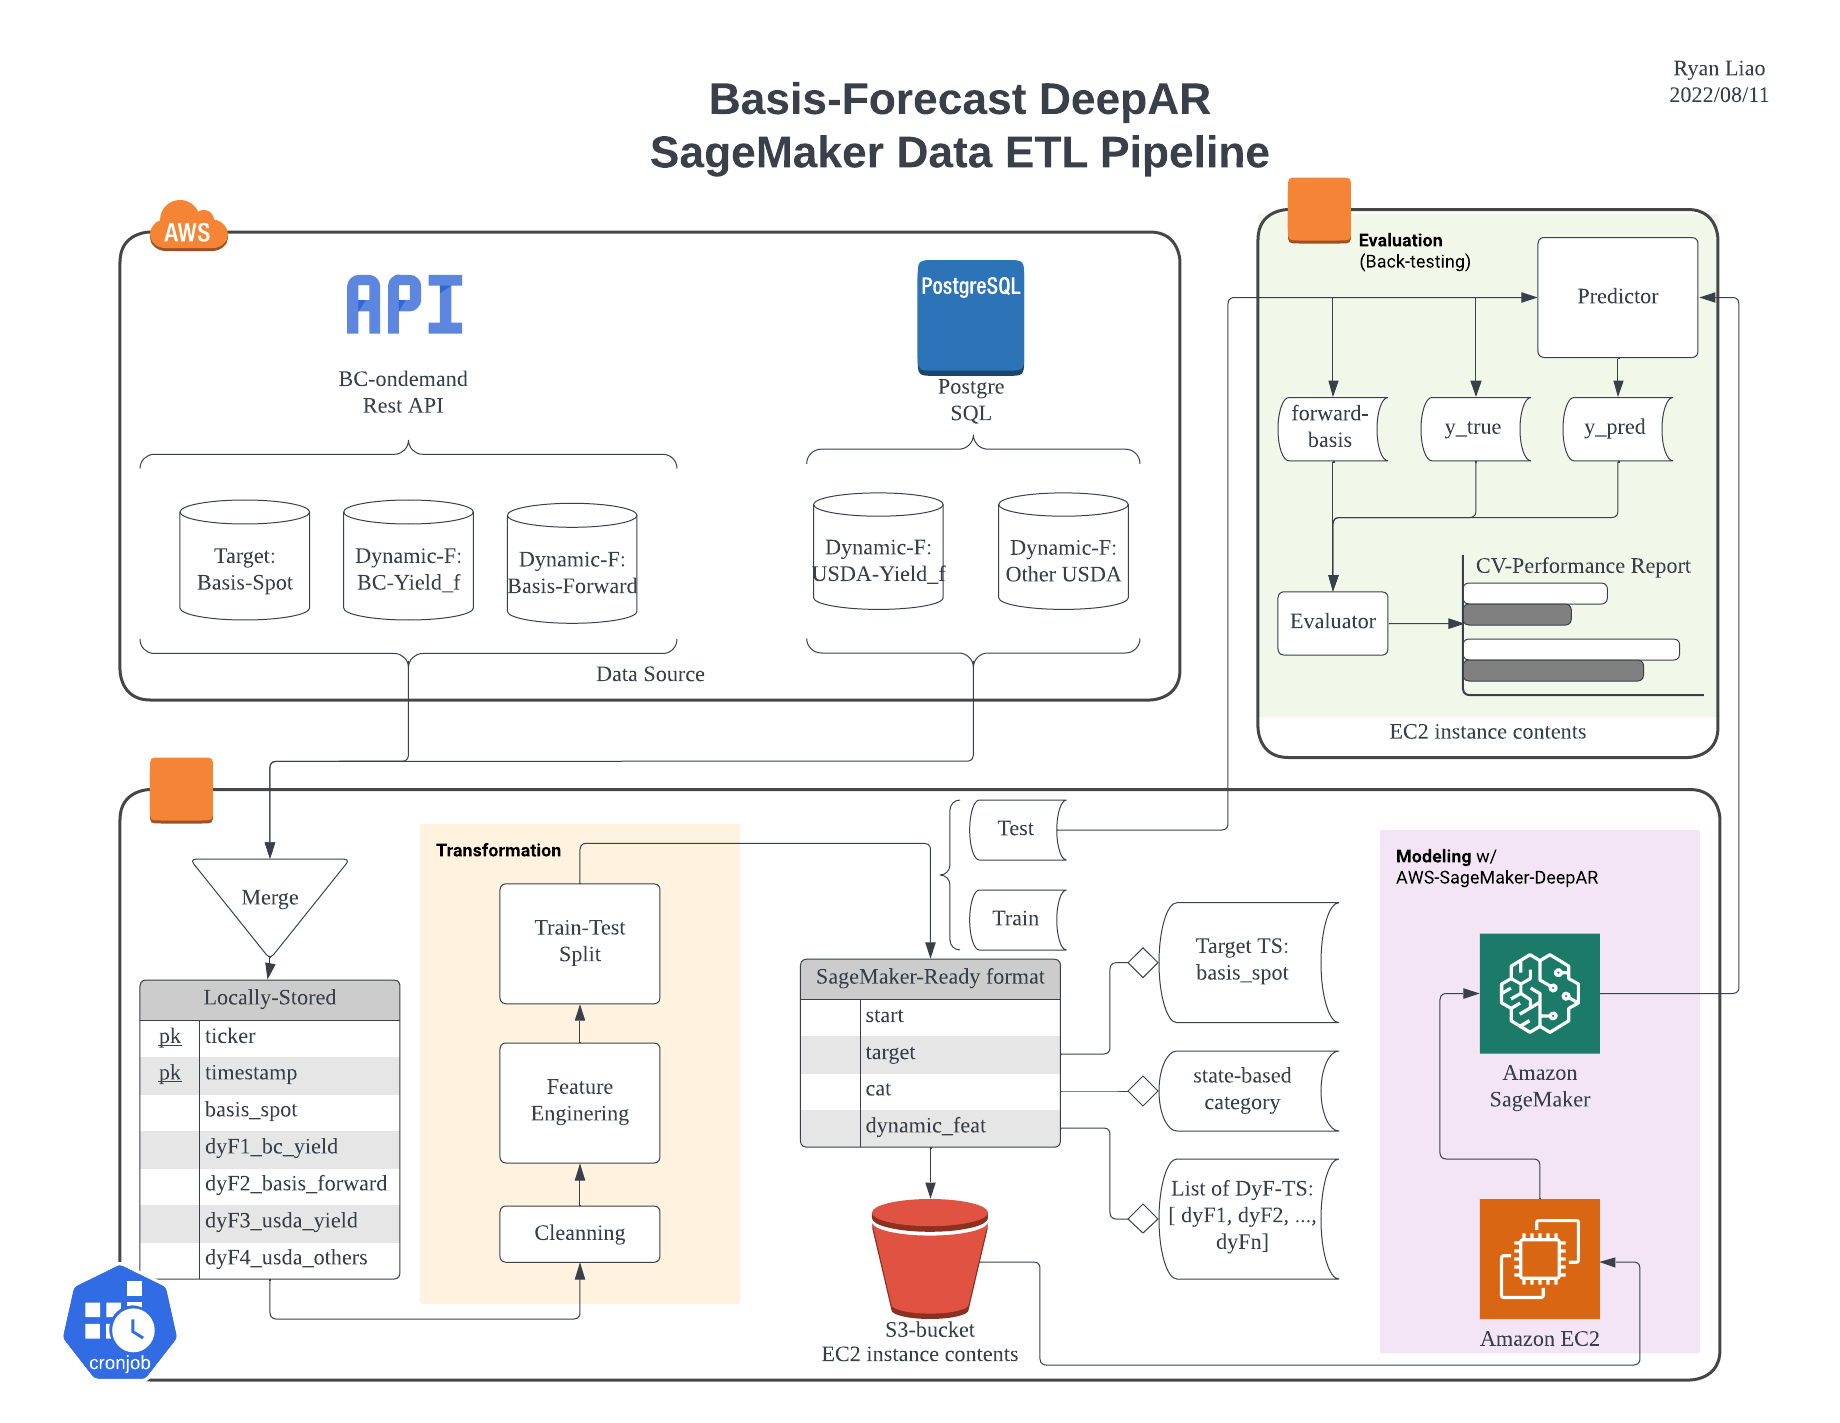 Ryan Liao
2022/08/11
Basis-Forecast DeepAR
SageMaker Data ETL Pipeline
AWS
API
BC-ondemand
Rest API
PostgreSQL
Postgre
SQL
Target:
Basis-Spot
Dynamic-F:
BC-Yield_f
Dynamic-F:
Basis-Forward
Dynamic-F:
USDA-Yield_f
Dynamic-F:
Other USDA
Data Source
Evaluation
(Back-testing)
Predictor
forward-
basis
y_true
y_pred
Evaluator
CV-Performance Report
EC2 instance contents
Merge
Locally-Stored
pk ticker
pk timestamp
basis_spot
dyF1_bc_yield
dyF2_basis_forward
dyF3_usda_yield
dyF4_usda_others
cronjob
Transformation
Train-Test
Split
Feature
Enginering
Cleanning
Test
Train
SageMaker-Ready format
start
target
cat
dynamic_feat
Target TS:
basis_spot
state-based
category
List of DyF-TS:
[ dyF1, dyF2, ...,
dyFn]
S3-bucket
EC2 instance contents
Modeling w/
AWS-SageMaker-DeepAR
Amazon
SageMaker
Amazon EC2